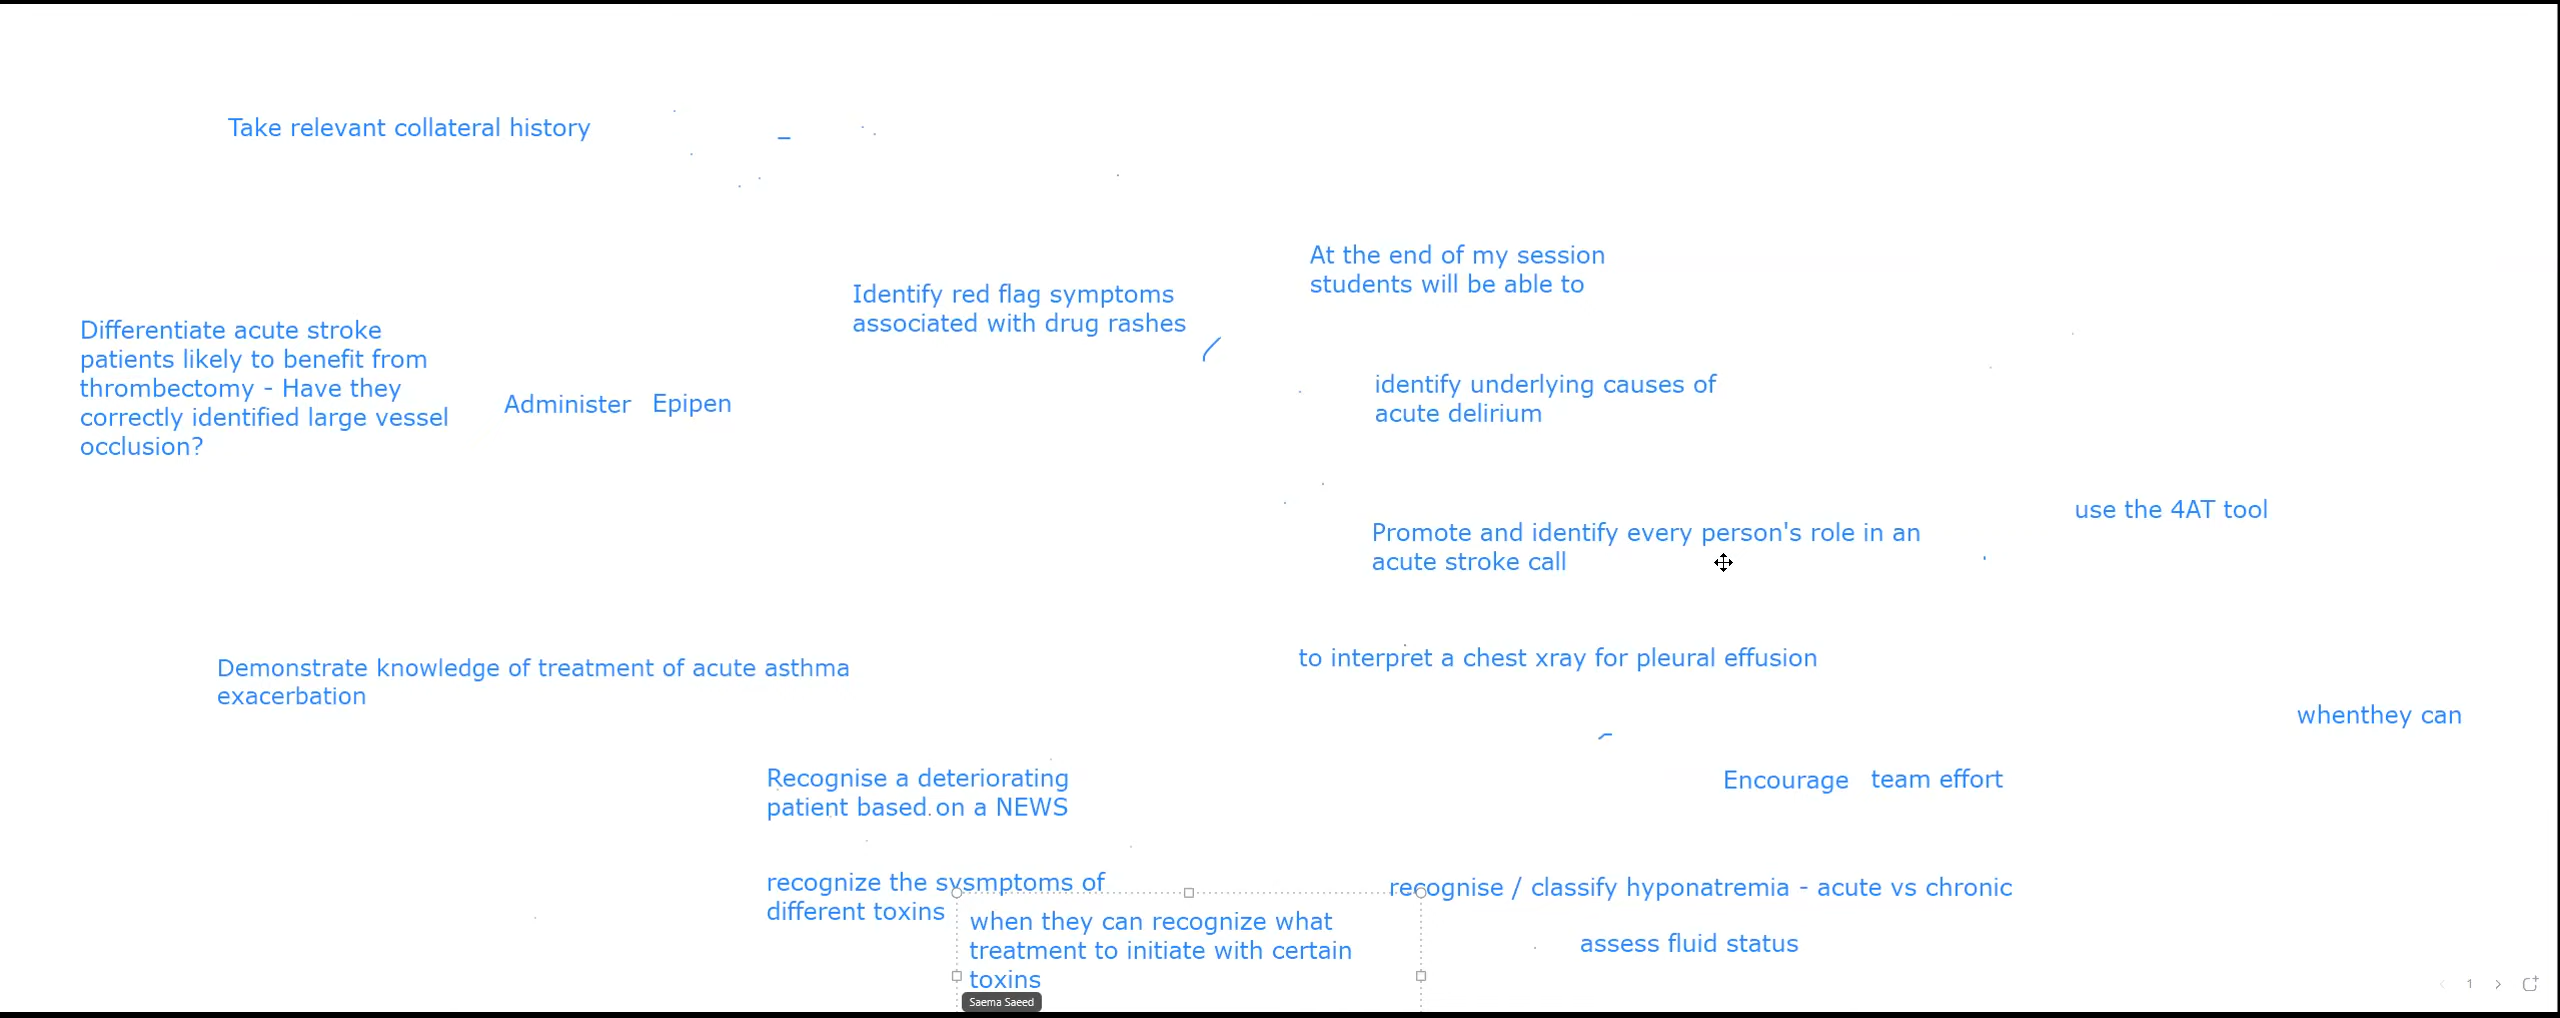 Take relevant collateral history
At the end of my session
students will be able to
Identify red flag symptoms
associated with drug rashes
Differentiate acute stroke
patients likely to benefit from
thrombectomy - Have they
correctly identified large vessel
occlusion?
Administer Epipen
identify underlying causes of
acute delirium
use the 4AT tool
Promote and identify every person's role in an
acute stroke call
to interpret a chest xray for pleural effusion
Demonstrate knowledge of treatment of acute asthma
exacerbation
whenthey can
Recognise a deteriorating
patient based on a NEWS
Encourage team effort
recognize the sysmptoms of
different toxins
recognise / classify hyponatremia - acute vs chronic
when they can recognize what
treatment to initiate with certain
toxins
assess fluid status
Saema Saeed
1